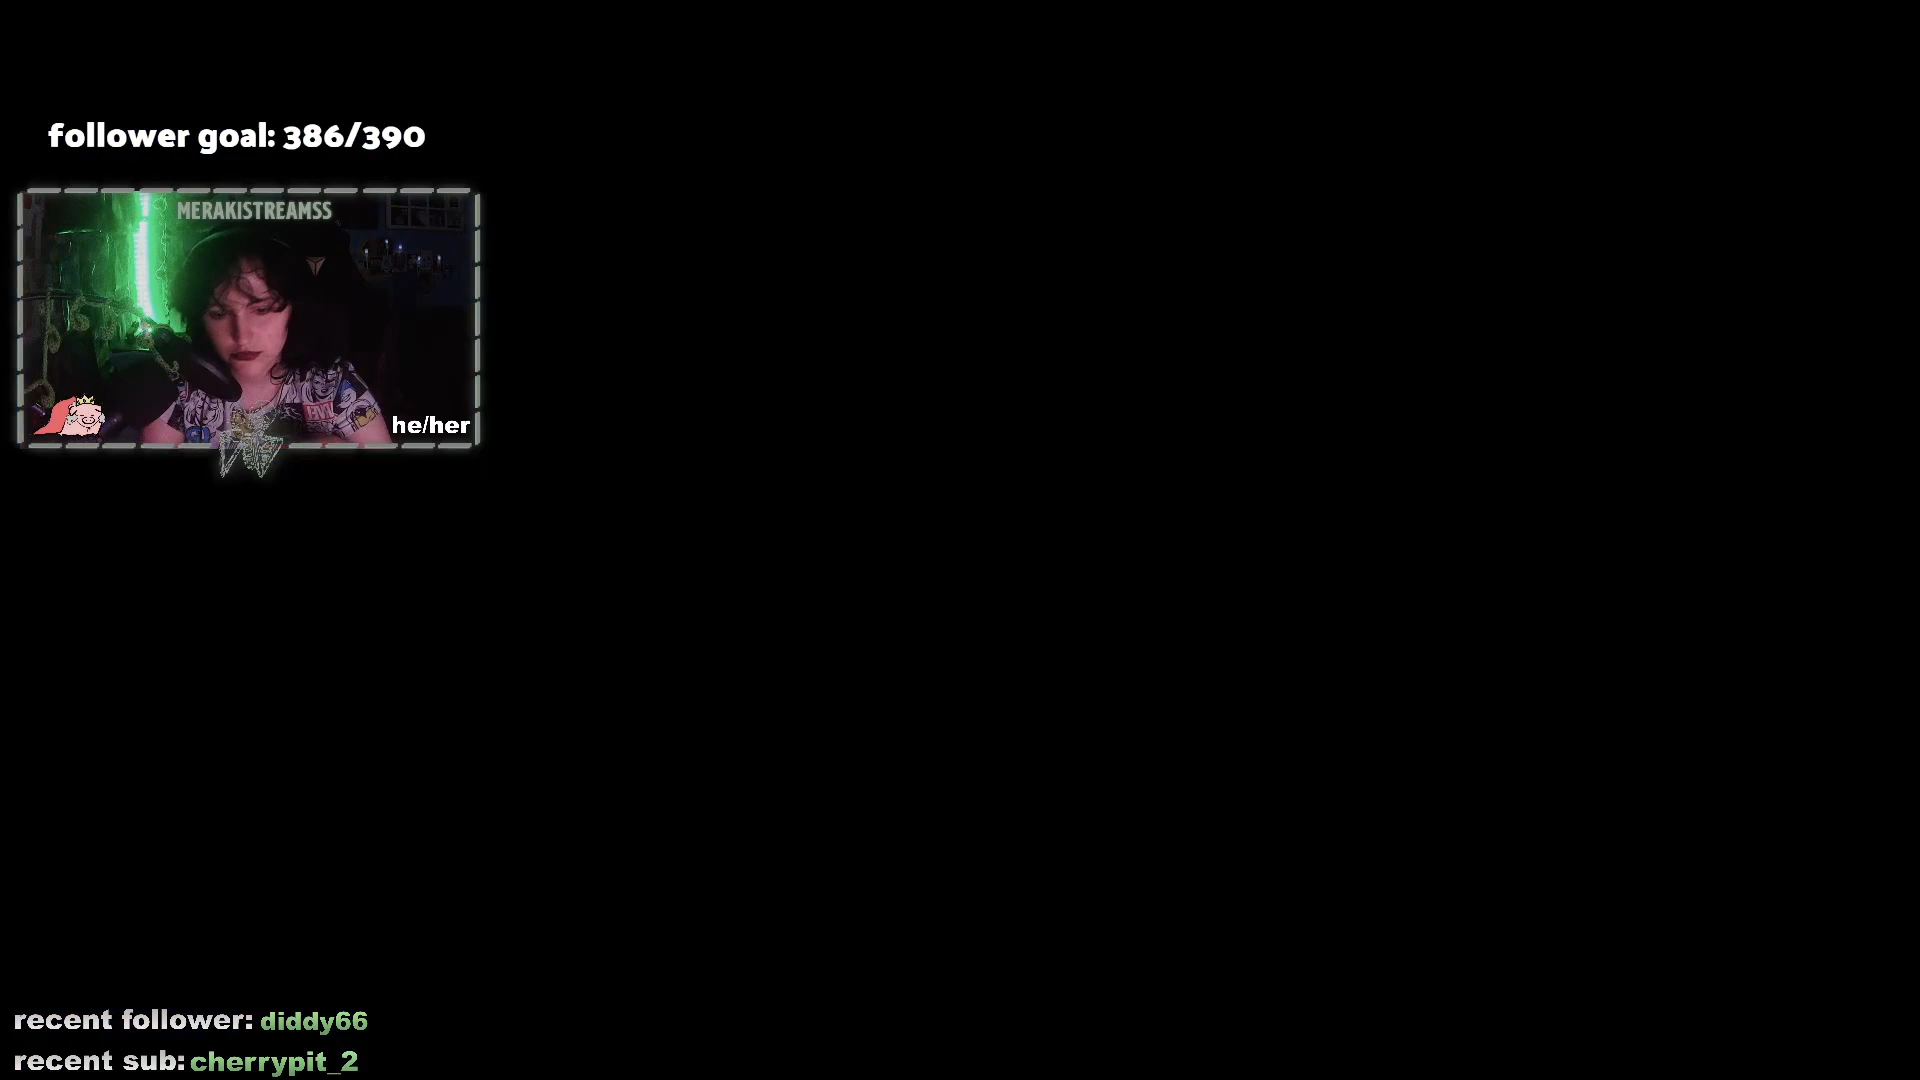 follower goal: 386/390
MERAKISTREAMSS
he/her
recent follower: diddy66
recent sub: cherrypit_2